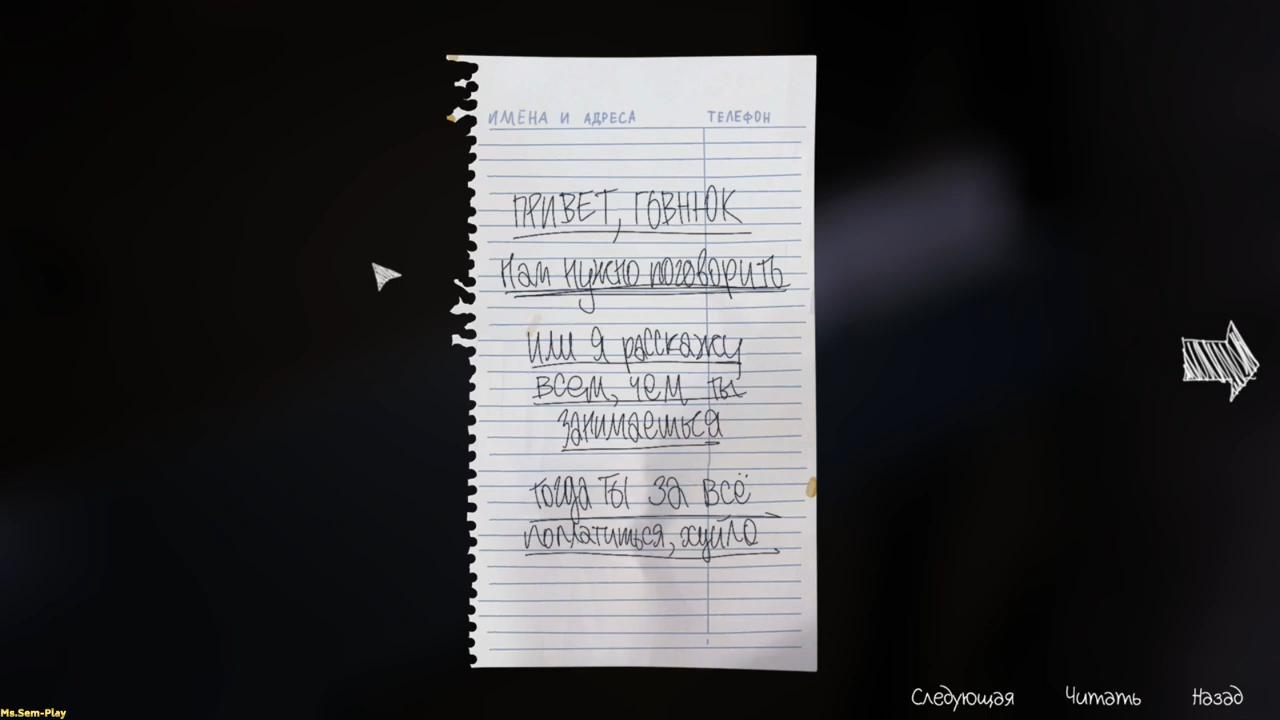 ИМЕНА И АДРЕСА ТЕЛЕФОН
ПРИВЕТ, ГОВНЮК
Нам нужно поговорить
или я расскажу
всем, чем ты
занимаешься
тогда ты за всё
поплатишься, хуйло
Следующая Читать Назад
Ms.Sem-Play